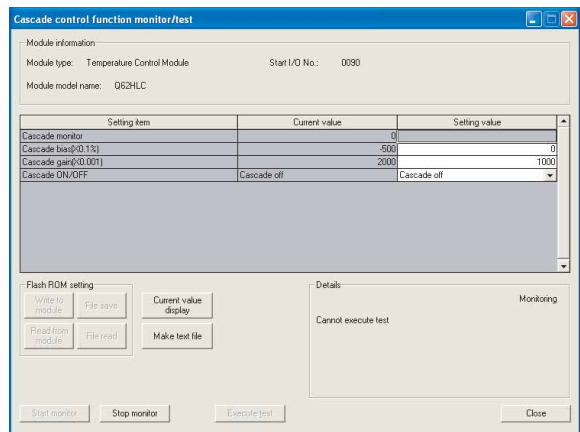 Cascade control function monitor/test
Module information
Module type: Temperature Control Module Start I/O No.: 0090
Module model name: Q62HLC
Setting item Current value Setting value
Cascade monitor 0
Cascade bias(X0.1%) -500 0
Cascade gain(X0.001) 2000 1000
Cascade ON/OFF Cascade off Cascade off
Flash ROM setting
Write to module File save Current value display
Read from module File read Make text file
Details
Monitoring
Cannot execute test
Start monitor Stop monitor Execute test Close